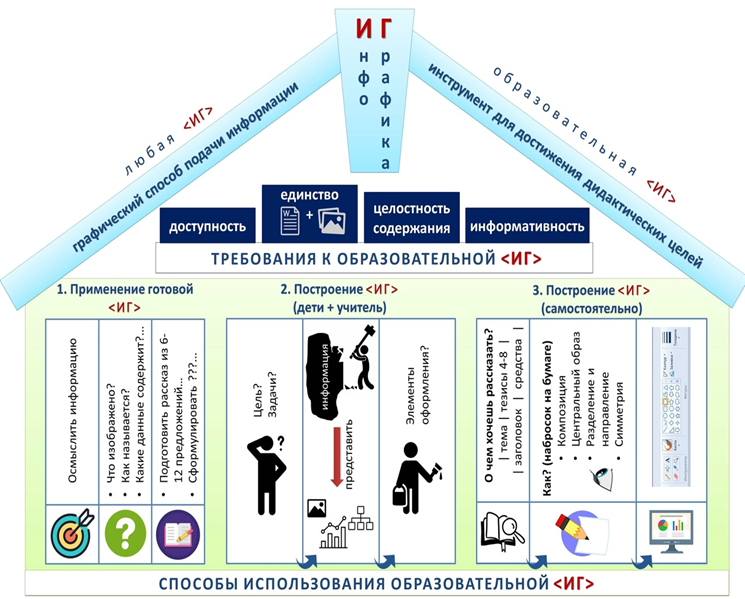 ИГ
нфо
рафика
любая <ИГ>
графический способ подачи информации
образовательная <ИГ>
инструмент для достижения дидактических целей
доступность
единство
W
+
целостность
содержания
информативность
ТРЕБОВАНИЯ К ОБРАЗОВАТЕЛЬНОЙ <ИГ>
1. Применение готовой
<ИГ>
Осмыслить информацию
• Что изображено?
• Как называется?
• Какие данные содержит?...
• Подготовить рассказ из 6-
12 предложений...
• Сформулировать ???...
?
2. Построение <ИГ>
(дети + учитель)
Цель?
Задачи?
?
информация
представить
Элементы
оформления?
3. Построение <ИГ>
(самостоятельно)
О чем хочешь рассказать?
| тема | тезисы 4-8 |
| заголовок | средства |
Как? (набросок на бумаге)
• Композиция
• Центральный образ
• Разделение и
направление
• Симметрия
СПОСОБЫ ИСПОЛЬЗОВАНИЯ ОБРАЗОВАТЕЛЬНОЙ <ИГ>